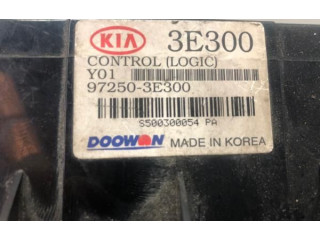 KIA 3E300
CONTROL (LOGIC)
Y01
97250-3E300
S500300054 PA
DOOWON MADE IN KOREA